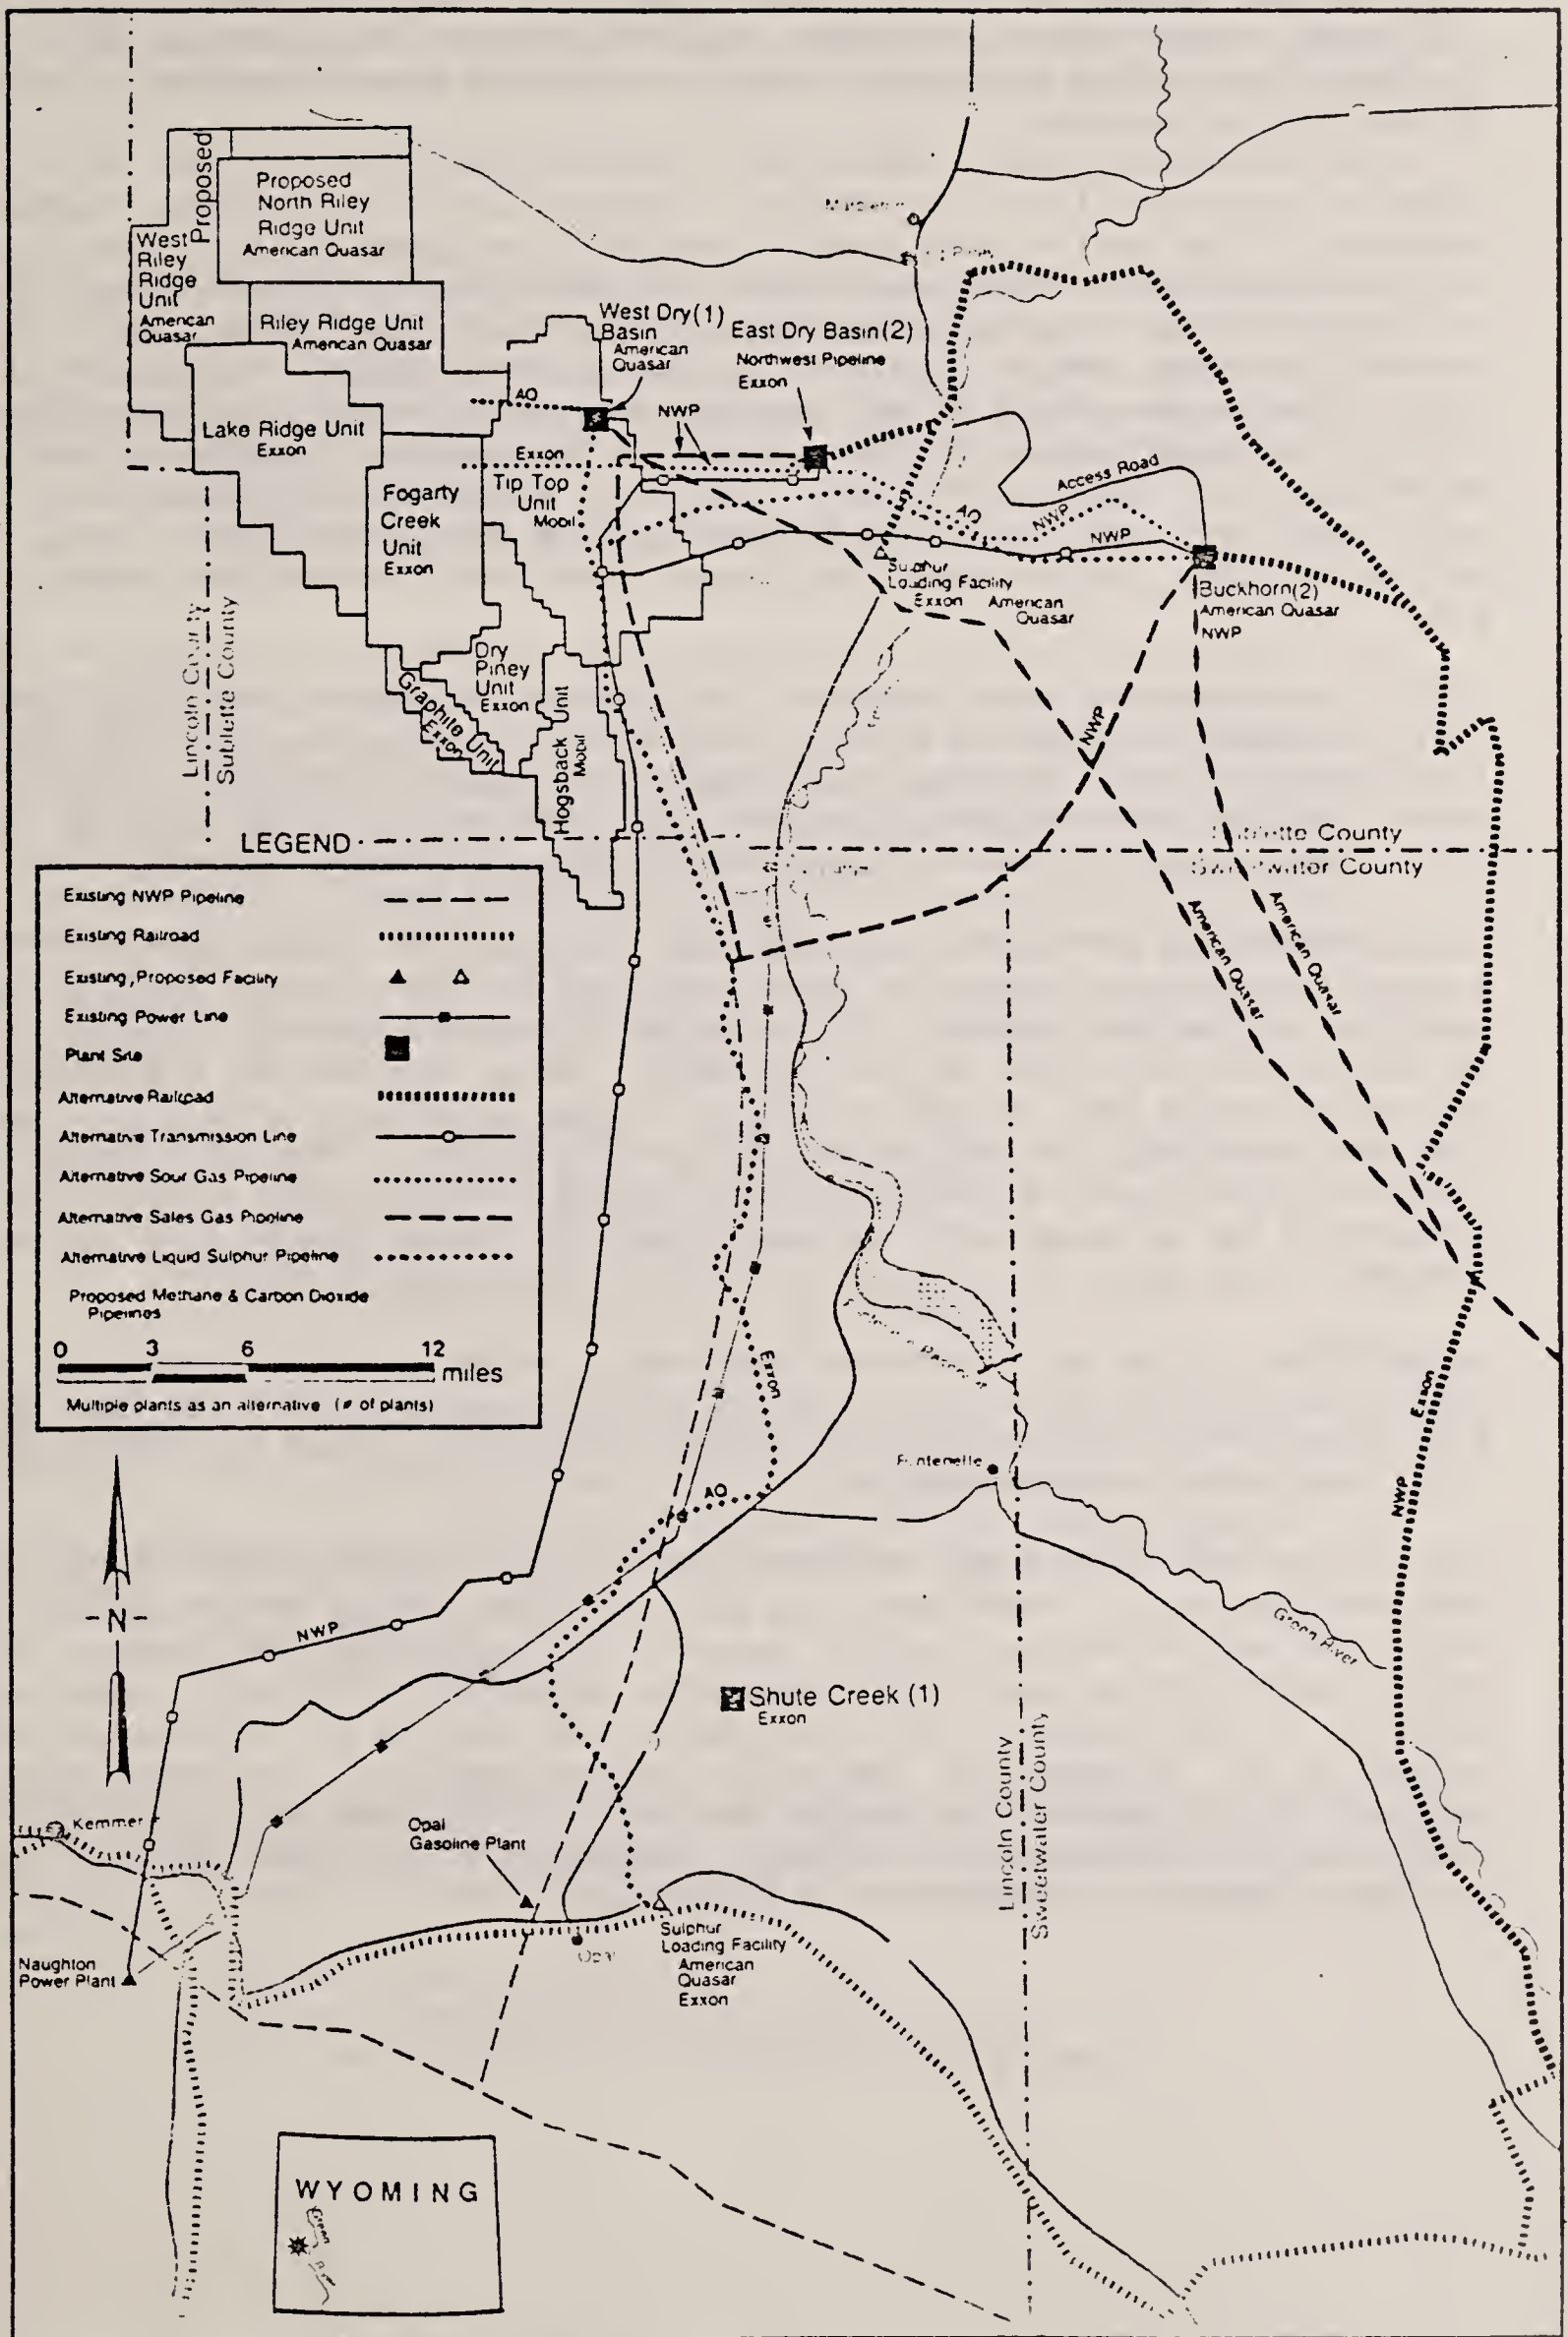 Proposed
Proposed
North Riley
Ridge Unit
American Quasar
West
Riley
Ridge
Unit
American
Quasar
Riley Ridge Unit
American Quasar
West Dry(1)
Basin
American
Quasar
East Dry Basin(2)
Northwest Pipeline
Exxon
AQ
NWP
Lake Ridge Unit
Exxon
Exxon
Tip Top
Unit
Mobil
Fogarty
Creek
Unit
Exxon
Access Road
AQ
NWP
NWP
Sulphur
Loading Facility
Exxon
American
Quasar
Buckhorn(2)
American Quasar
NWP
Lincoln County
Sublette County
Dry
Piney
Unit
Exxon
Graphite Unit
Exxon
Hogsback Unit
Mobil
NWP
Sublette County
Sweetwater County
American Quasar
American Quasar
LEGEND
Existing NWP Pipeline
Existing Railroad
Existing, Proposed Facility
Existing Power Line
Plant Site
Alternative Railroad
Alternative Transmission Line
Alternative Sour Gas Pipeline
Alternative Sales Gas Pipeline
Alternative Liquid Sulphur Pipeline
Proposed Methane & Carbon Dioxide
Pipelines
0 3 6 12
miles
Multiple plants as an alternative (# of plants)
Exxon
Exxon
NWP
Fontenelle
AQ
-N-
NWP
Green River
Shute Creek (1)
Exxon
Lincoln County
Sweetwater County
Kemmer
Opal
Gasoline Plant
Naughton
Power Plant
Opal
Sulphur
Loading Facility
American
Quasar
Exxon
WYOMING
Green